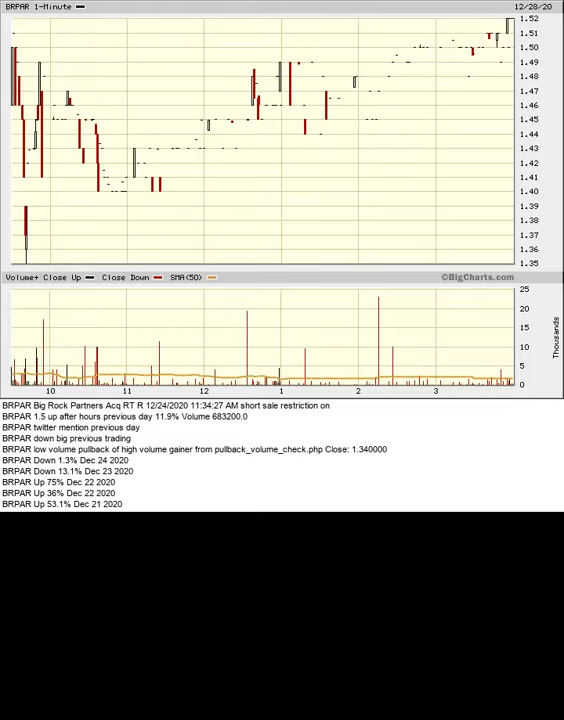 BRPAR 1-Minute 12/28/20
1.52
1.51
1.50
1.49
1.48
1.47
1.46
1.45
1.44
1.43
1.42
1.41
1.40
1.39
1.38
1.37
1.36
1.35
Volume+ Close Up Close Down SMA(50) ©BigCharts.com
25
20
15
10
5
0
Thousands
10 11 12 1 2 3
BRPAR Big Rock Partners Acq RT R 12/24/2020 11:34:27 AM short sale restriction on
BRPAR 1.5 up after hours previous day 11.9% Volume 683200.0
BRPAR twitter mention previous day
BRPAR down big previous trading
BRPAR low volume pullback of high volume gainer from pullback_volume_check.php Close: 1.340000
BRPAR Down 1.3% Dec 24 2020
BRPAR Down 13.1% Dec 23 2020
BRPAR Up 75% Dec 22 2020
BRPAR Up 36% Dec 22 2020
BRPAR Up 53.1% Dec 21 2020